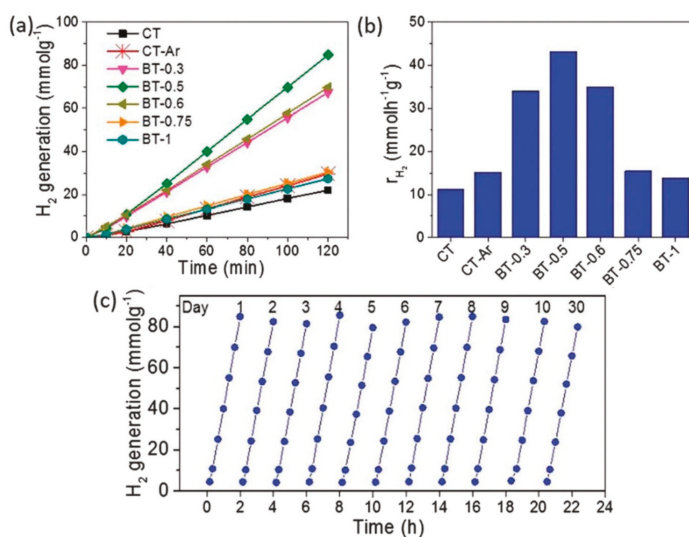 (a)
H₂ generation (mmolg⁻¹)
100
80
60
40
20
0
CT
CT-Ar
BT-0.3
BT-0.5
BT-0.6
BT-0.75
BT-1
0 20 40 60 80 100 120
Time (min)
(b)
r_H₂ (mmolh⁻¹g⁻¹)
50
40
30
20
10
0
CT
CT-Ar
BT-0.3
BT-0.5
BT-0.6
BT-0.75
BT-1
(c)
H₂ generation (mmolg⁻¹)
80
60
40
20
0
Day 1 2 3 4 5 6 7 8 9 10 30
0 2 4 6 8 10 12 14 16 18 20 22 24
Time (h)